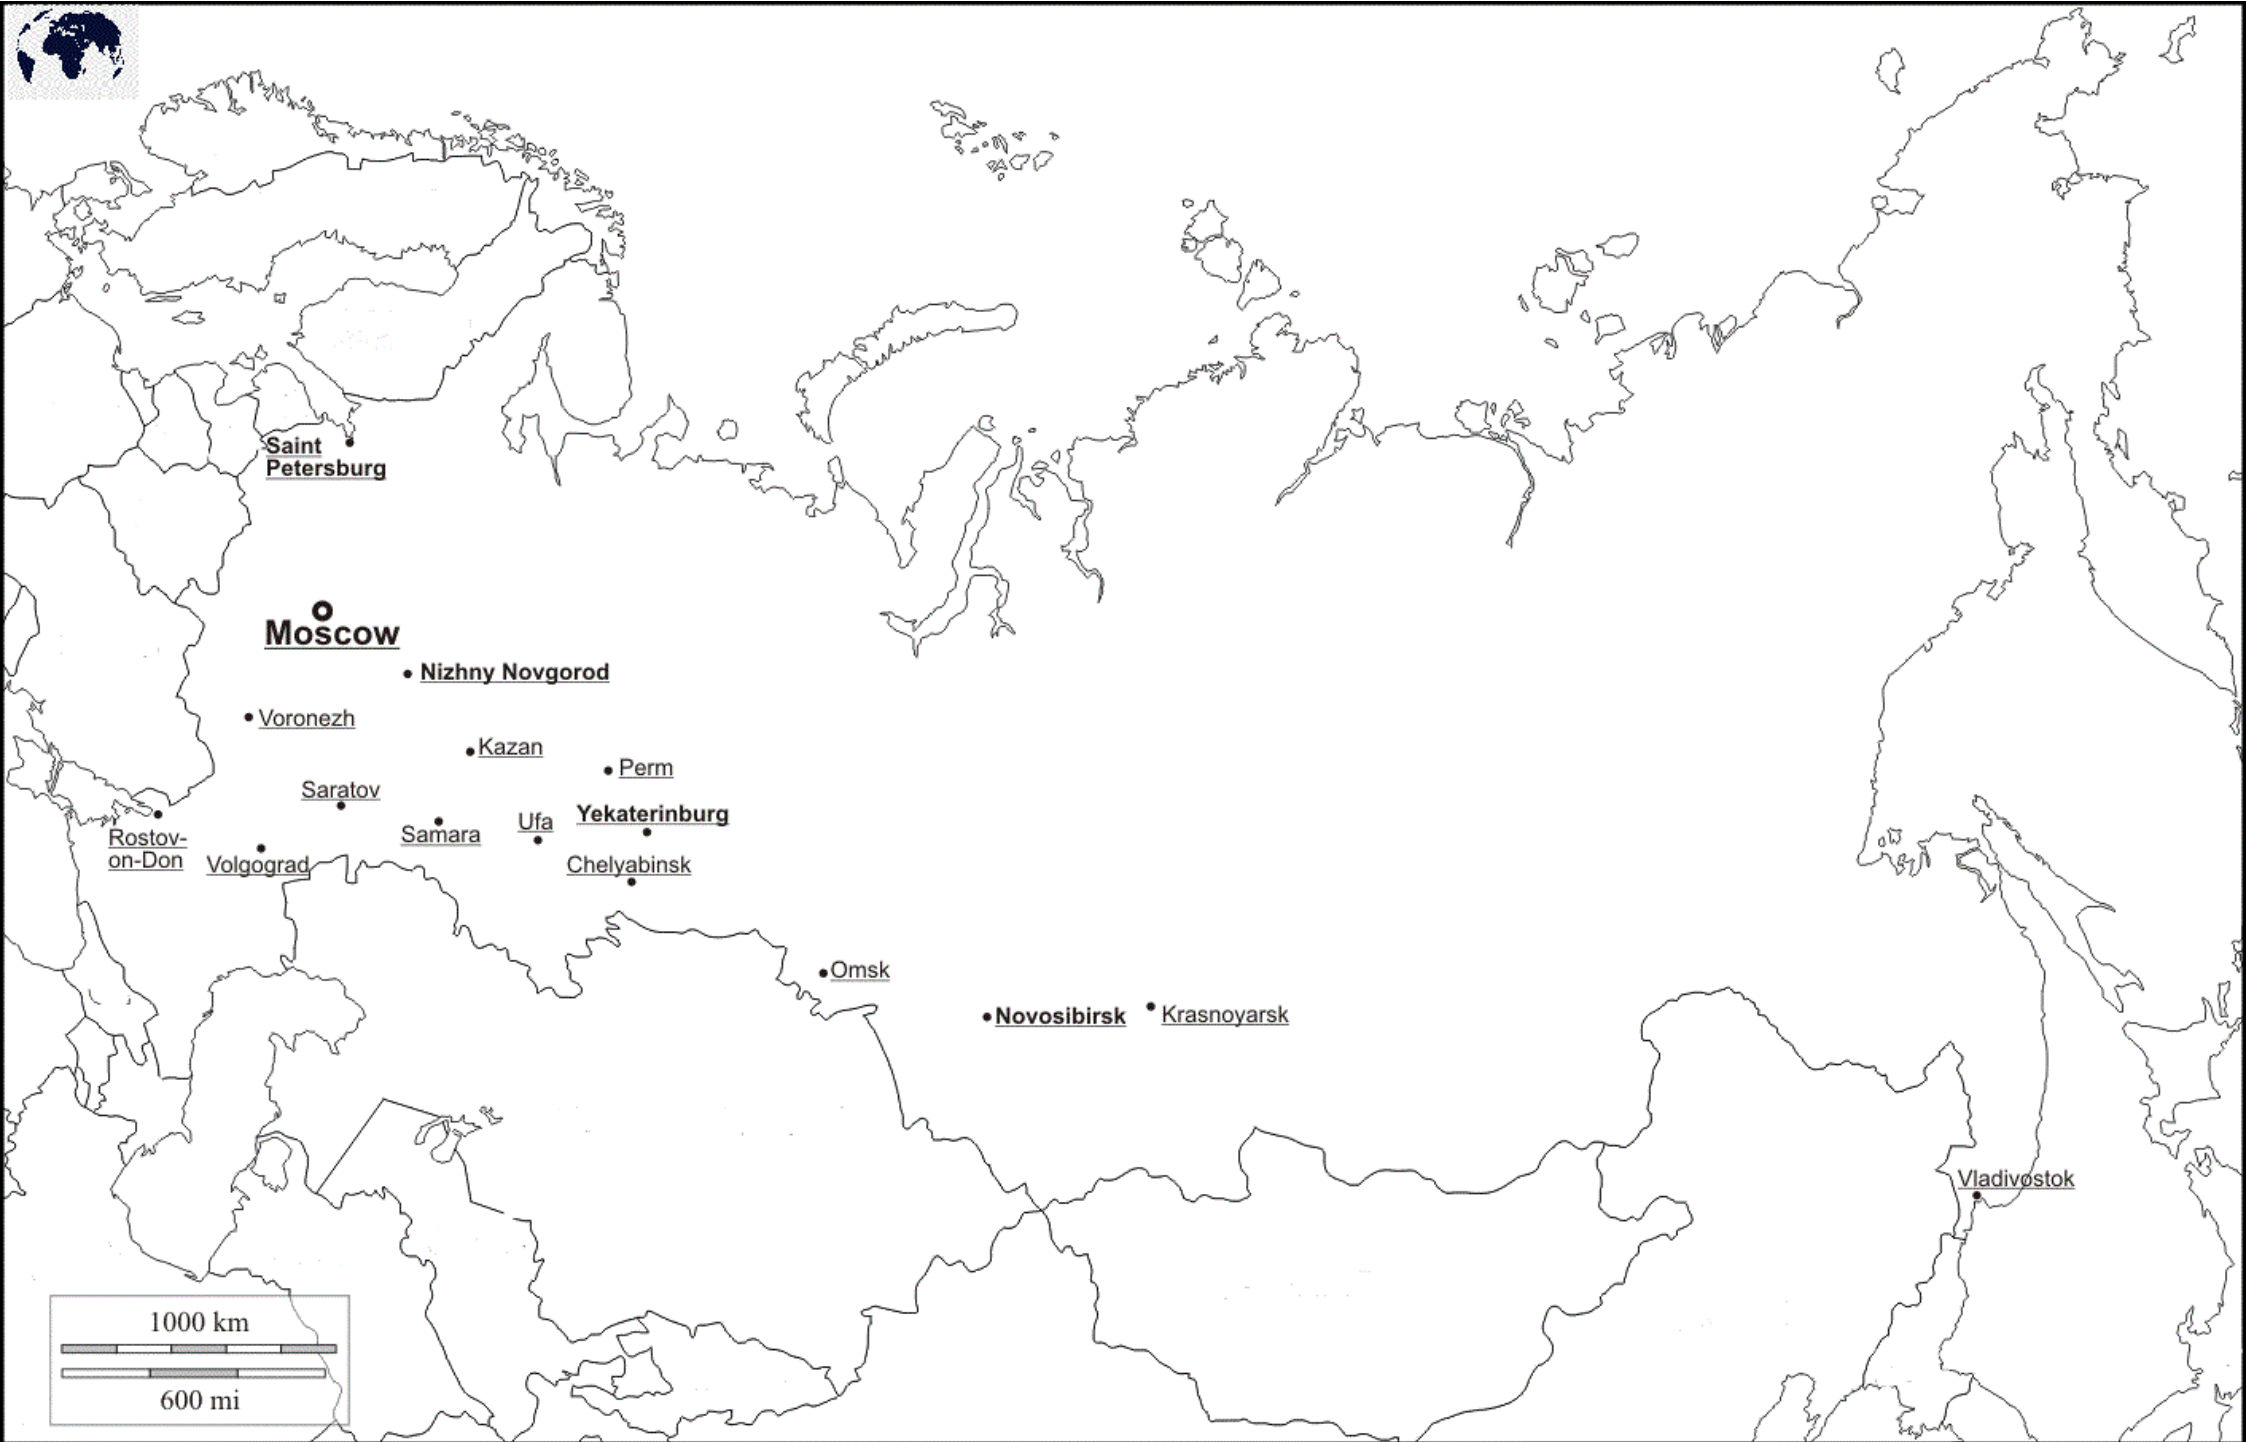 Saint
Petersburg
Moscow
Nizhny Novgorod
Voronezh
Kazan
Perm
Saratov
Yekaterinburg
Samara
Ufa
Rostov-
on-Don
Volgograd
Chelyabinsk
Omsk
Novosibirsk
Krasnoyarsk
Vladivostok
1000 km
600 mi